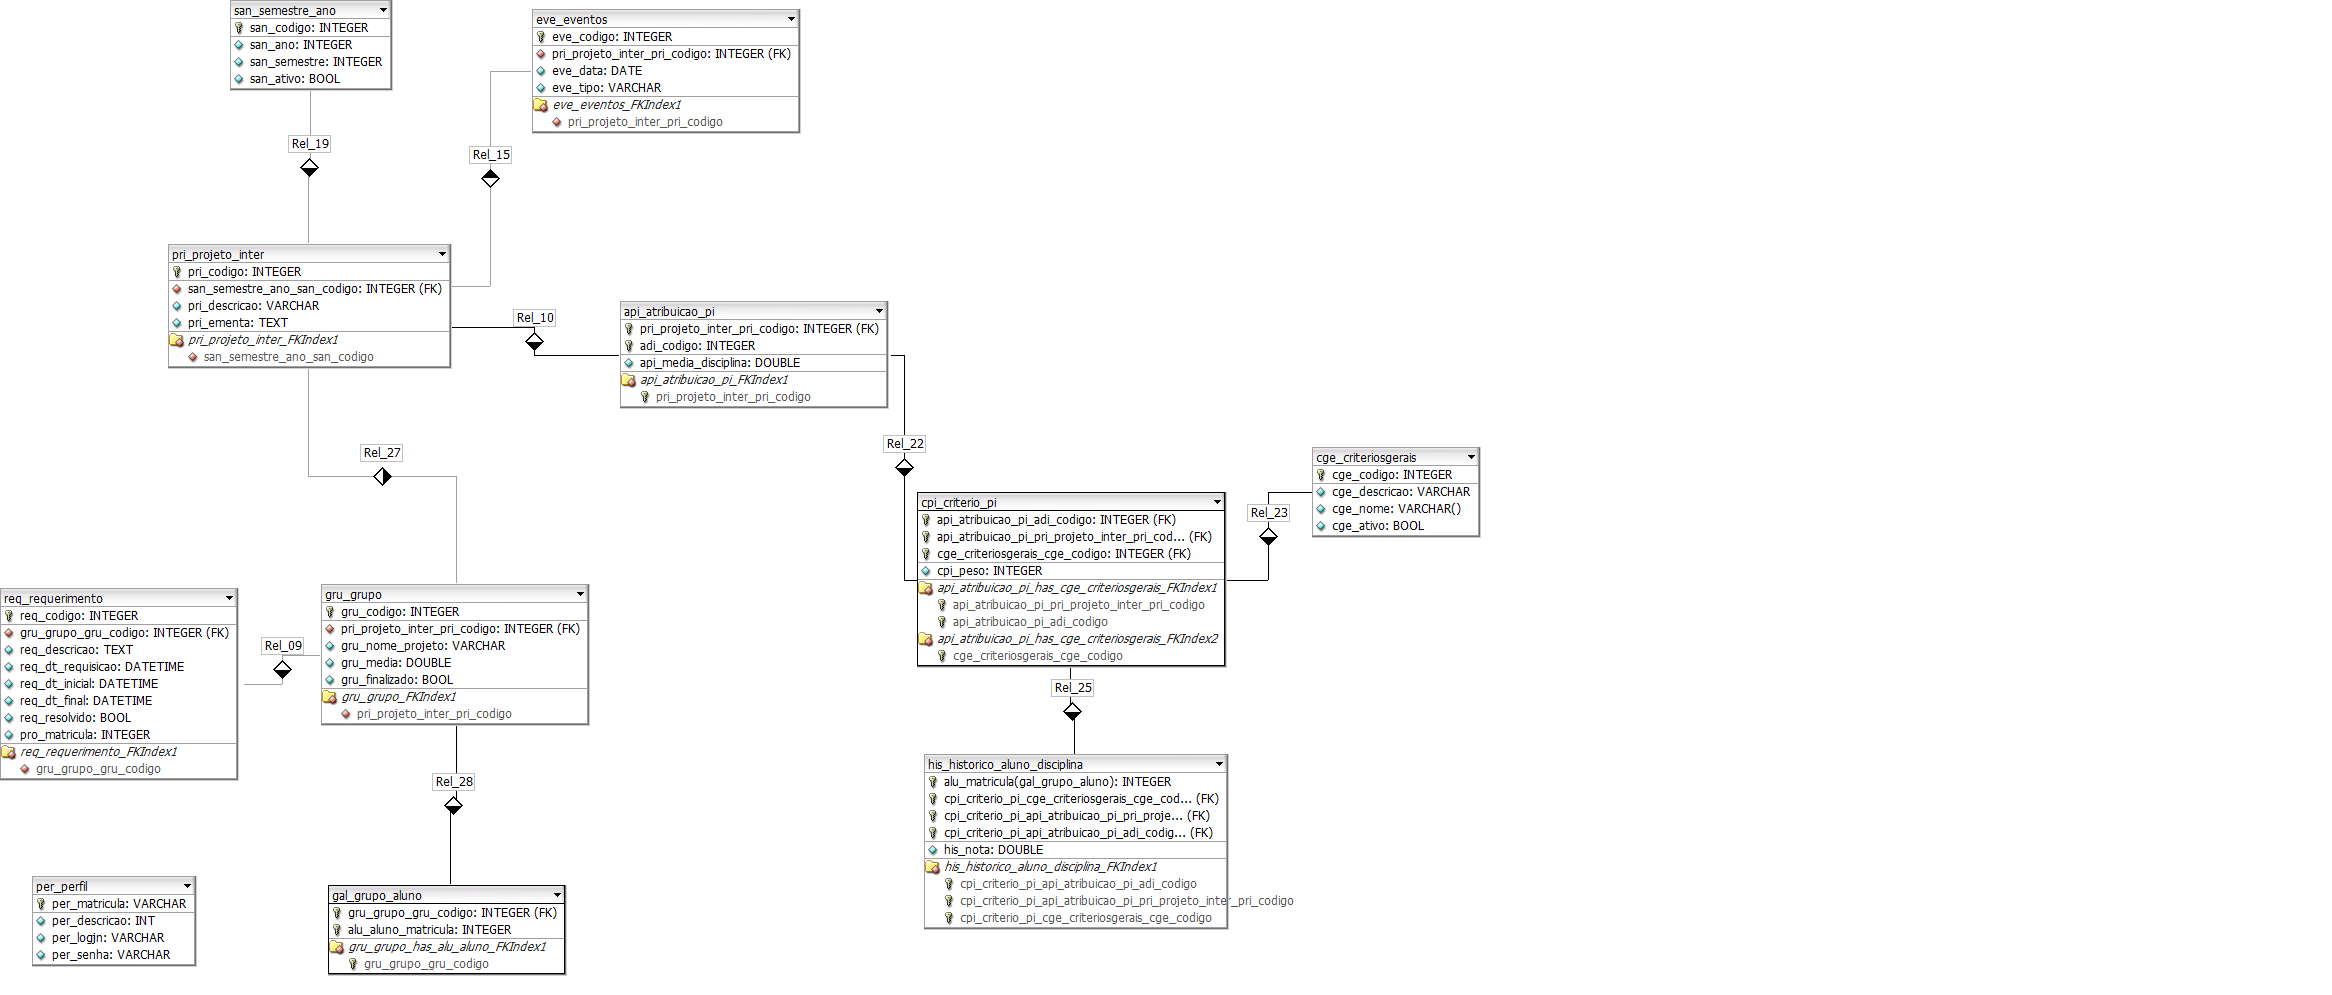 san_semestre_ano
san_codigo: INTEGER
san_ano: INTEGER
san_semestre: INTEGER
san_ativo: BOOL
eve_eventos
eve_codigo: INTEGER
pri_projeto_inter_pri_codigo: INTEGER (FK)
eve_data: DATE
eve_tipo: VARCHAR
eve_eventos_FKIndex1
pri_projeto_inter_pri_codigo
Rel_19
Rel_15
pri_projeto_inter
pri_codigo: INTEGER
san_semestre_ano_san_codigo: INTEGER (FK)
pri_descricao: VARCHAR
pri_ementa: TEXT
pri_projeto_inter_FKIndex1
san_semestre_ano_san_codigo
Rel_10
api_atribuicao_pi
pri_projeto_inter_pri_codigo: INTEGER (FK)
adi_codigo: INTEGER
api_media_disciplina: DOUBLE
api_atribuicao_pi_FKIndex1
pri_projeto_inter_pri_codigo
Rel_27
Rel_22
cge_criteriosgerais
cge_codigo: INTEGER
cge_descricao: VARCHAR
cge_nome: VARCHAR()
cge_ativo: BOOL
Rel_23
cpi_criterio_pi
api_atribuicao_pi_adi_codigo: INTEGER (FK)
api_atribuicao_pi_pri_projeto_inter_pri_cod... (FK)
cge_criteriosgerais_cge_codigo: INTEGER (FK)
cpi_peso: INTEGER
api_atribuicao_pi_has_cge_criteriosgerais_FKIndex1
api_atribuicao_pi_pri_projeto_inter_pri_codigo
api_atribuicao_pi_adi_codigo
api_atribuicao_pi_has_cge_criteriosgerais_FKIndex2
cge_criteriosgerais_cge_codigo
req_requerimento
req_codigo: INTEGER
gru_grupo_gru_codigo: INTEGER (FK)
req_descricao: TEXT
req_dt_requisicao: DATETIME
req_dt_inicial: DATETIME
req_dt_final: DATETIME
req_resolvido: BOOL
pro_matricula: INTEGER
req_requerimento_FKIndex1
gru_grupo_gru_codigo
Rel_09
gru_grupo
gru_codigo: INTEGER
pri_projeto_inter_pri_codigo: INTEGER (FK)
gru_nome_projeto: VARCHAR
gru_media: DOUBLE
gru_finalizado: BOOL
gru_grupo_FKIndex1
pri_projeto_inter_pri_codigo
Rel_25
Rel_28
his_historico_aluno_disciplina
alu_matricula(gal_grupo_aluno): INTEGER
cpi_criterio_pi_cge_criteriosgerais_cge_cod... (FK)
cpi_criterio_pi_api_atribuicao_pi_pri_proje... (FK)
cpi_criterio_pi_api_atribuicao_pi_adi_codig... (FK)
his_nota: DOUBLE
his_historico_aluno_disciplina_FKIndex1
cpi_criterio_pi_api_atribuicao_pi_adi_codigo
cpi_criterio_pi_api_atribuicao_pi_pri_projeto_inter_pri_codigo
cpi_criterio_pi_cge_criteriosgerais_cge_codigo
per_perfil
per_matricula: VARCHAR
per_descricao: INT
per_logjn: VARCHAR
per_senha: VARCHAR
gal_grupo_aluno
gru_grupo_gru_codigo: INTEGER (FK)
alu_aluno_matricula: INTEGER
gru_grupo_has_alu_aluno_FKIndex1
gru_grupo_gru_codigo